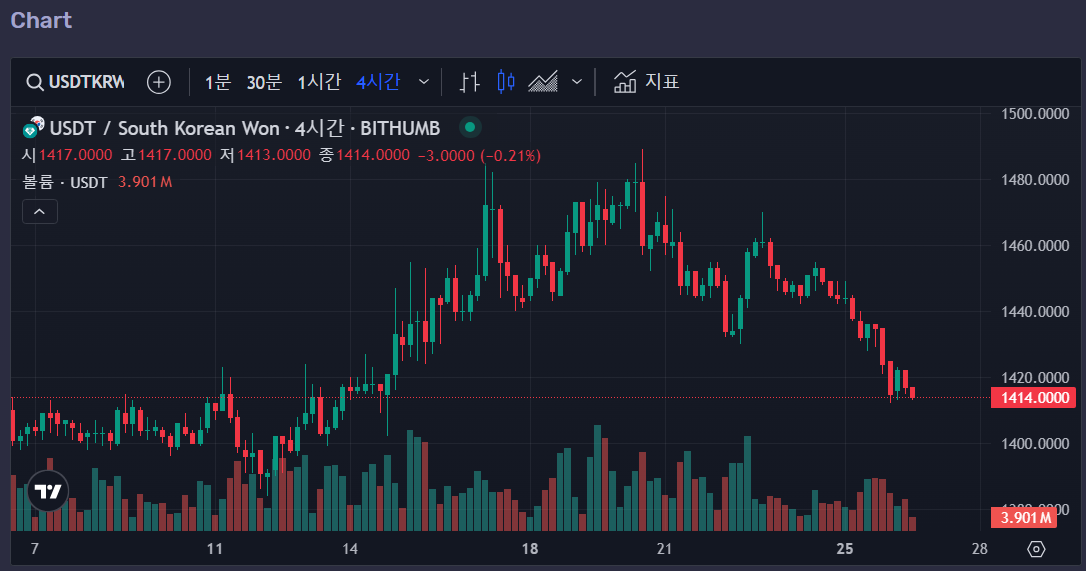 Chart
USDTKRW 1분 30분 1시간 4시간 지표
USDT / South Korean Won · 4시간 · BITHUMB
시1417.0000 고1417.0000 저1413.0000 종1414.0000 −3.0000 (−0.21%)
볼륨 · USDT 3.901 M
1500.0000
1480.0000
1460.0000
1440.0000
1420.0000
1414.0000
1400.0000
3.901 M
7 11 14 18 21 25 28